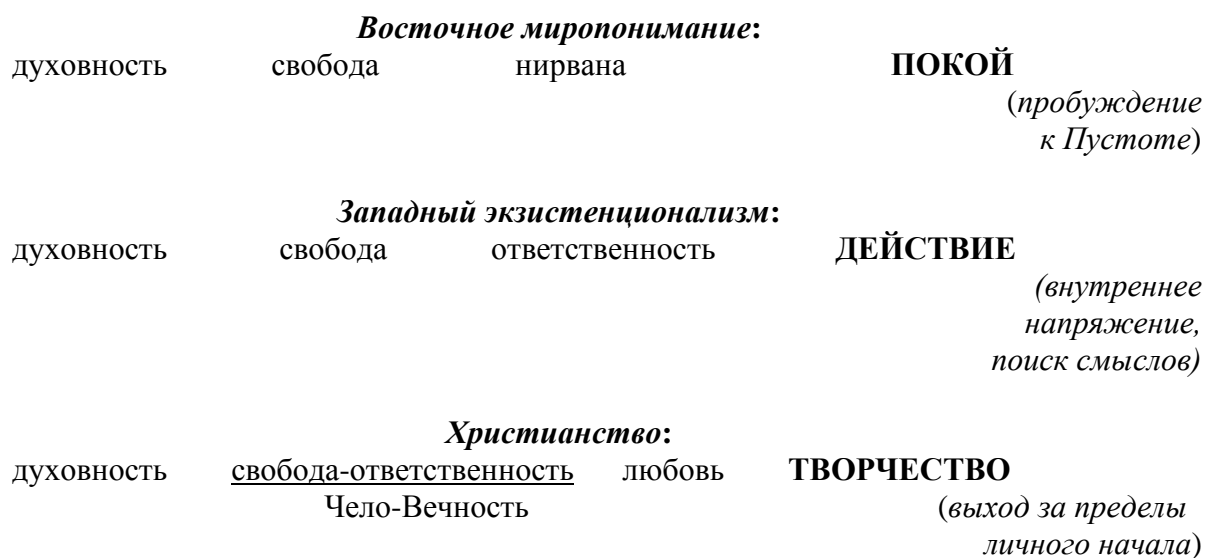 Восточное миропонимание:
духовность свобода нирвана ПОКОЙ
(пробуждение
к Пустоте)
Западный экзистенционализм:
духовность свобода ответственность ДЕЙСТВИЕ
(внутреннее
напряжение,
поиск смыслов)
Христианство:
духовность свобода-ответственность любовь ТВОРЧЕСТВО
Чело-Вечность (выход за пределы
личного начала)